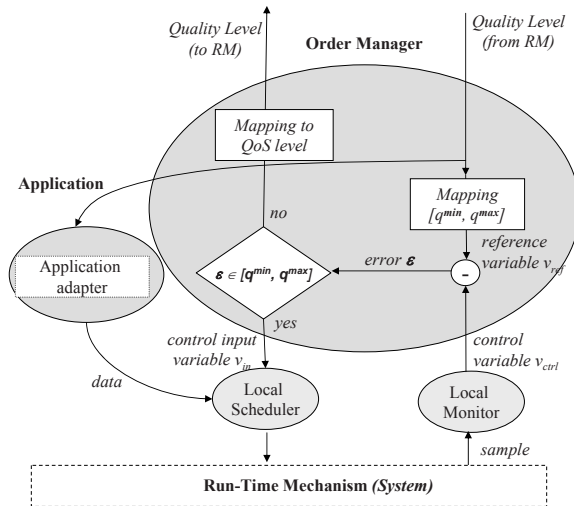 Quality Level
(to RM)
Quality Level
(from RM)
Order Manager
Mapping to
QoS level
Application
Mapping
[q^min, q^max]
no
reference
variable v_ref
Application
adapter
ε ∈ [q^min, q^max]
error ε
-
yes
control input
variable v_in
control
variable v_ctrl
data
Local
Scheduler
Local
Monitor
sample
Run-Time Mechanism (System)